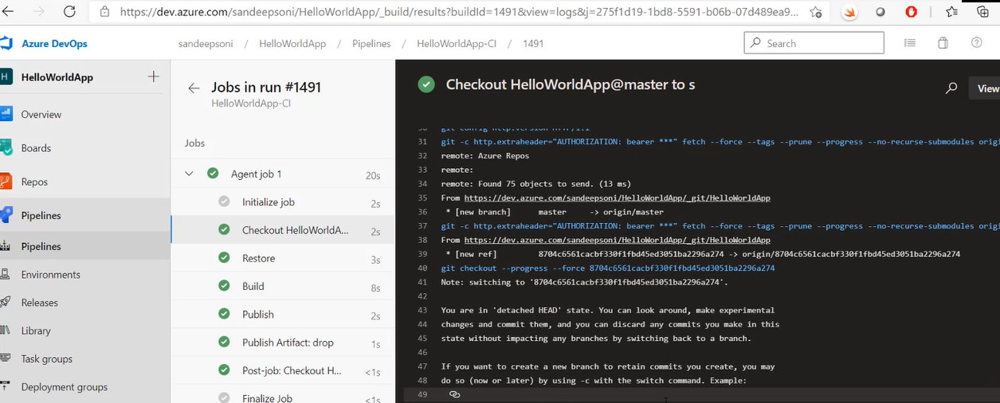 https://dev.azure.com/sandeepsoni/HelloWorldApp/_build/results?buildId=1491&view=logs&j=275f1d19-1bd8-5591-b06b-07d489ea9...
Azure DevOps
sandeepsoni / HelloWorldApp / Pipelines / HelloWorldApp-CI / 1491
Search
H HelloWorldApp
Overview
Boards
Repos
Pipelines
Pipelines
Environments
Releases
Library
Task groups
Deployment groups
Jobs in run #1491
HelloWorldApp-CI
Jobs
Agent job 1 20s
Initialize job 2s
Checkout HelloWorldA... 2s
Restore 3s
Build 8s
Publish 2s
Publish Artifact: drop 1s
Post-job: Checkout H... <1s
Finalize Job <1s
Checkout HelloWorldApp@master to s
View
30 git config http.version HTTP/1.1
31 git -c http.extraheader="AUTHORIZATION: bearer ***" fetch --force --tags --prune --progress --no-recurse-submodules
32 remote: Azure Repos
33 remote:
34 remote: Found 75 objects to send. (13 ms)
35 From https://dev.azure.com/sandeepsoni/HelloWorldApp/_git/HelloWorldApp
36 * [new branch] master -> origin/master
37 git -c http.extraheader="AUTHORIZATION: bearer ***" fetch --force --tags --prune --progress --no-recurse-submodules
38 From https://dev.azure.com/sandeepsoni/HelloWorldApp/_git/HelloWorldApp
39 * [new ref] 8704c6561cacbf330f1fbd45ed3051ba2296a274 -> origin/8704c6561cacbf330f1fbd45ed3051ba2296a274
40 git checkout --progress --force 8704c6561cacbf330f1fbd45ed3051ba2296a274
41 Note: switching to '8704c6561cacbf330f1fbd45ed3051ba2296a274'.
42
43 You are in 'detached HEAD' state. You can look around, make experimental
44 changes and commit them, and you can discard any commits you make in this
45 state without impacting any branches by switching back to a branch.
46
47 If you want to create a new branch to retain commits you create, you may
48 do so (now or later) by using -c with the switch command. Example:
49